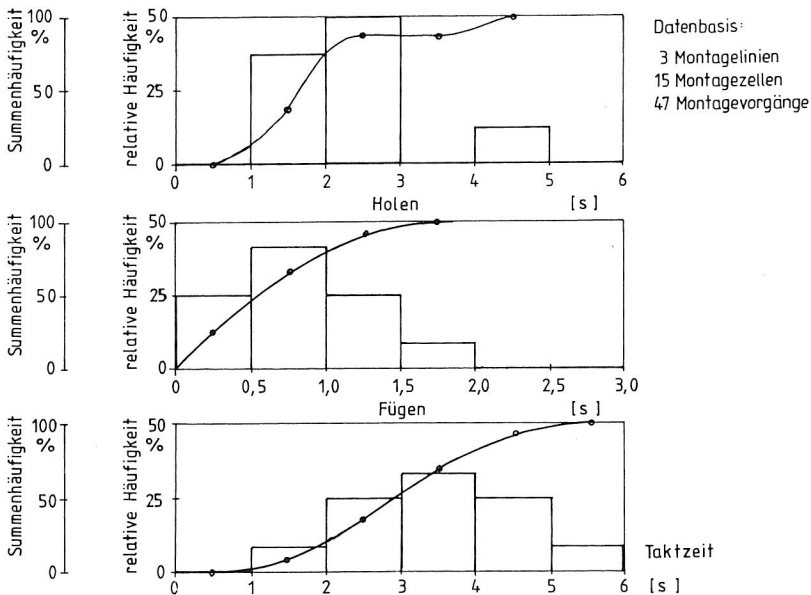 Summenhäufigkeit
100
%
50
0
relative Häufigkeit
50
%
25
0
0 1 2 3 4 5 6
Holen [s]
Datenbasis:
3 Montagelinien
15 Montagezellen
47 Montagevorgänge
Summenhäufigkeit
100
%
50
0
relative Häufigkeit
50
%
25
0
0 0,5 1,0 1,5 2,0 2,5 3,0
Fügen [s]
Summenhäufigkeit
100
%
50
0
relative Häufigkeit
50
%
25
0
0 1 2 3 4 5 6
Taktzeit
[s]